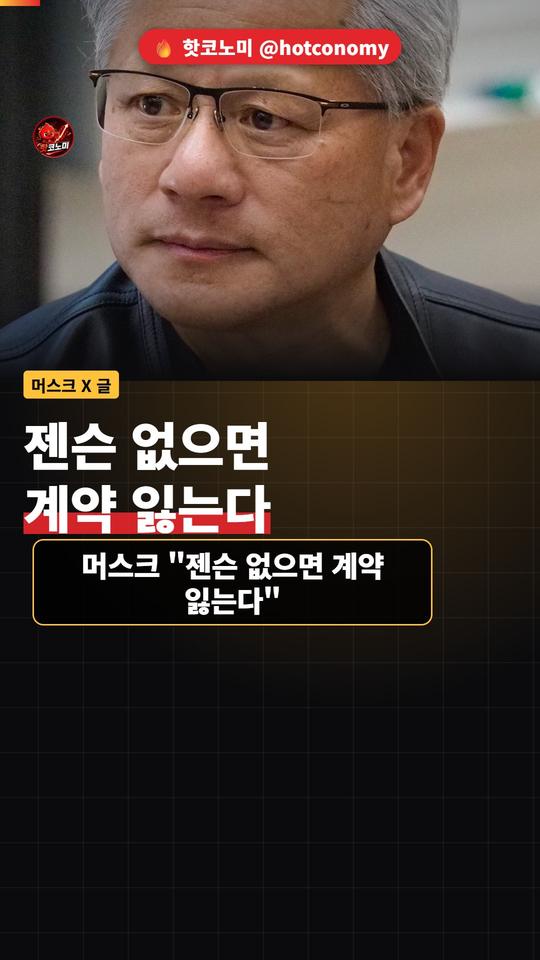 핫코노미 @hotconomy
핫코노미
머스크 X 글
젠슨 없으면
계약 잃는다
머스크 "젠슨 없으면 계약
잃는다"